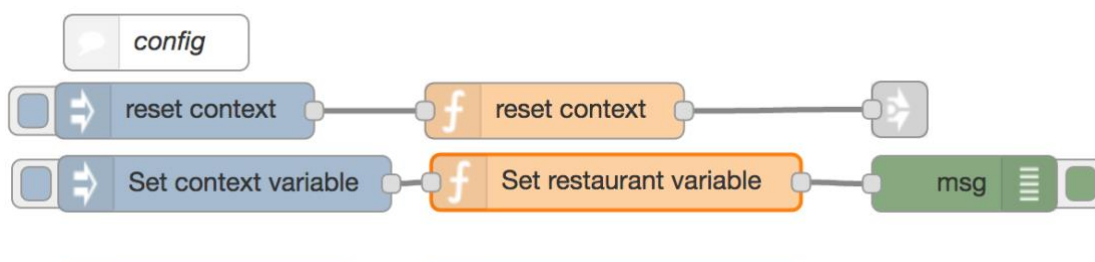 config
reset context
reset context
Set context variable
Set restaurant variable
msg